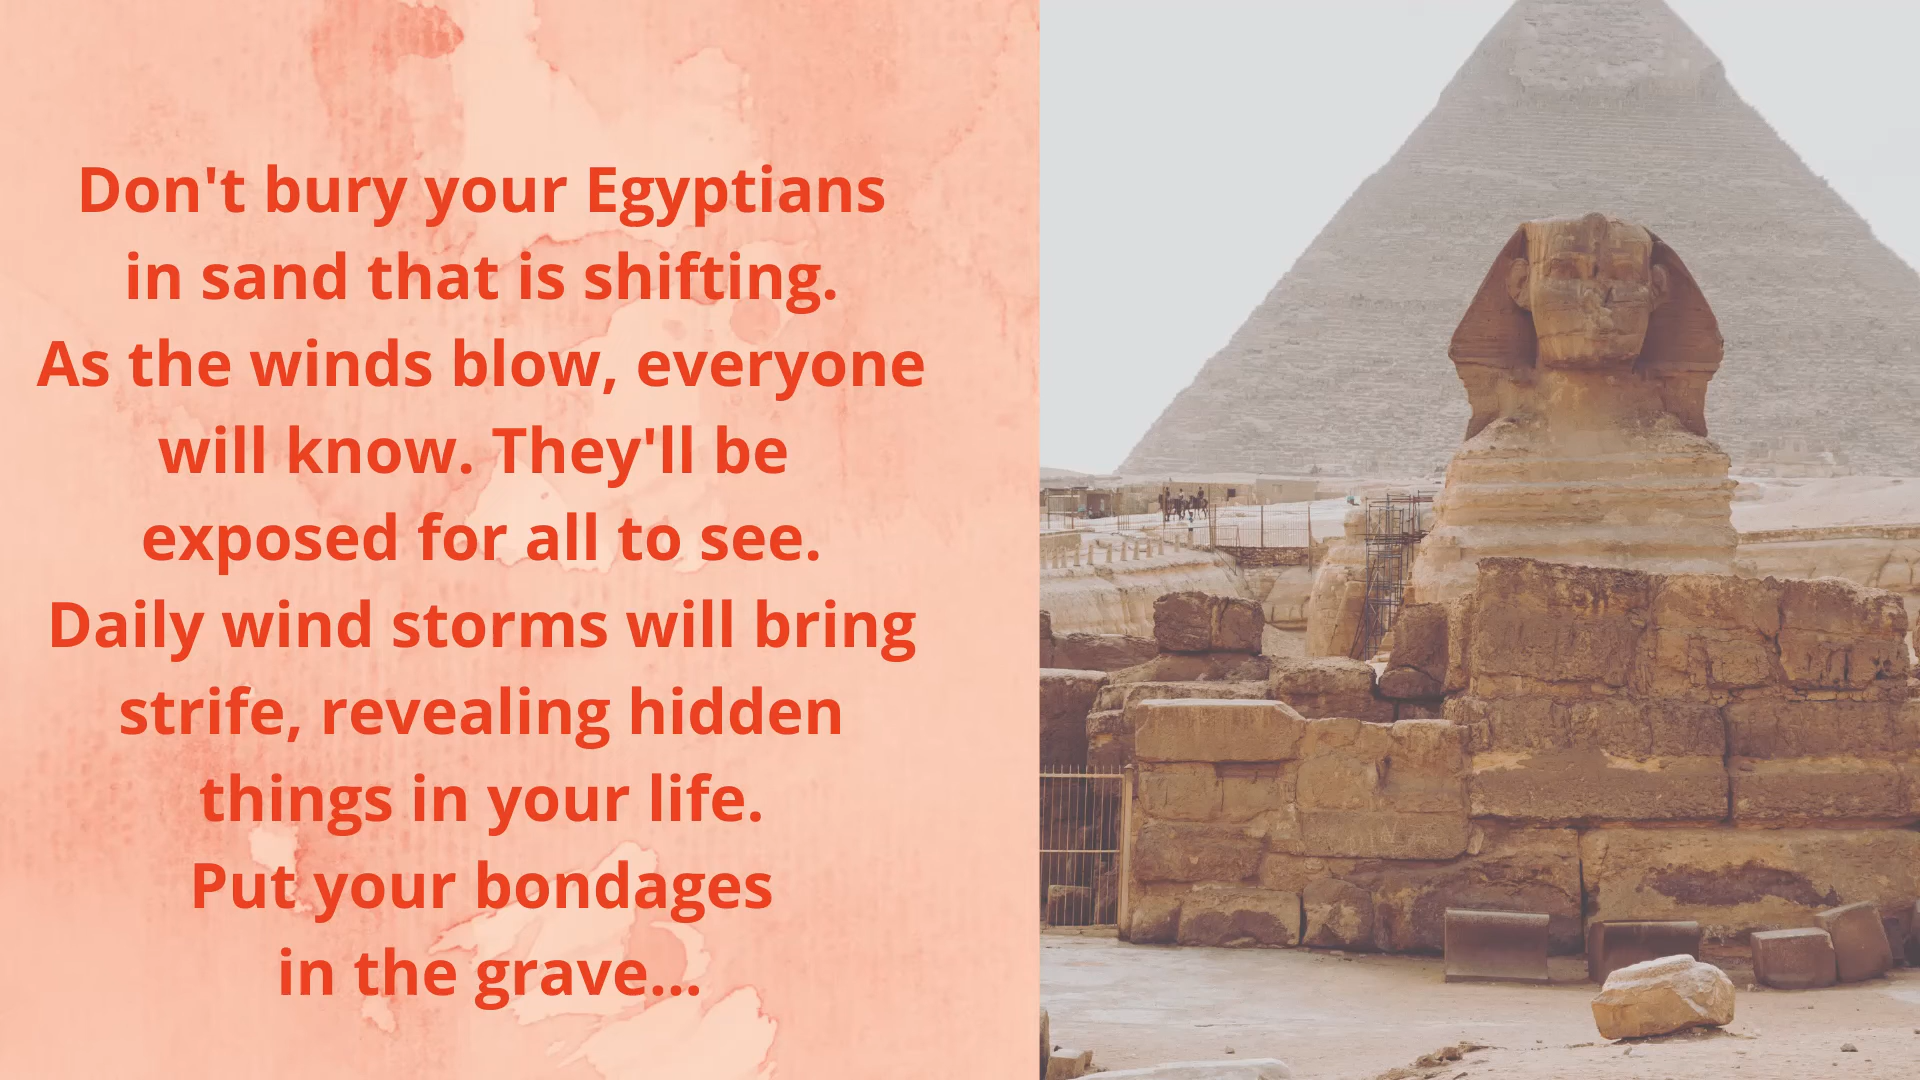 Don't bury your Egyptians
in sand that is shifting.
As the winds blow, everyone
will know. They'll be
exposed for all to see.
Daily wind storms will bring
strife, revealing hidden
things in your life.
Put your bondages
in the grave...